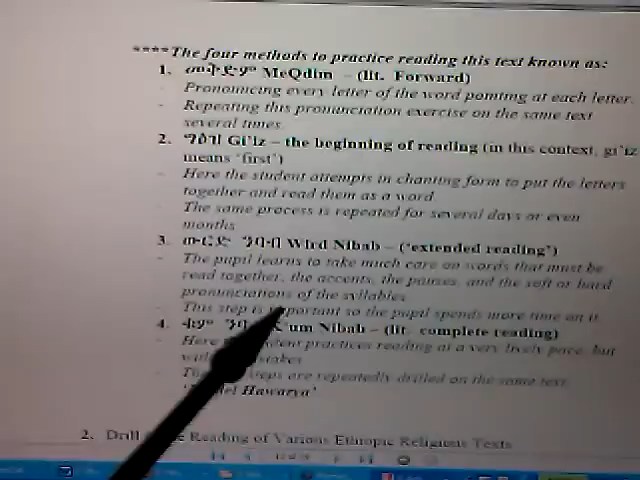 ****The four methods to practice reading this text known as:
1. መቅድም MeQdim – (lit. Forward)
- Pronouncing every letter of the word pointing at each letter.
- Repeating this pronunciation exercise on the same text
several times.
2. ግዕዝ Gi'iz – the beginning of reading (in this context, gi'iz
means 'first')
- Here the student attempts in chanting form to put the letters
together and read them as a word.
- The same process is repeated for several days or even
months
3. ውርድ ንባብ Wird Nibab – ('extended reading')
- The pupil learns to take much care on words that must be
read together, the accents, the pauses, and the soft or hard
pronunciations of the syllables
- This step is important so the pupil spends more time on it.
4. ቁም Nibab – (lit. complete reading)
- Here practices reading at a very lively pace, but
- steps are repeatedly drilled on the same text
Hawarya'
2. Drill Reading of Various Ethiopic Religious Texts